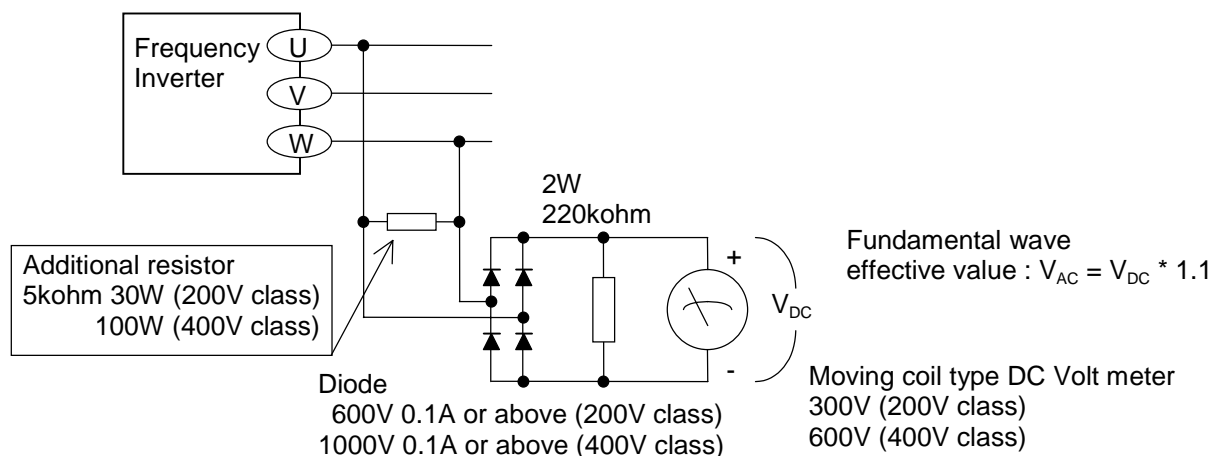 Frequency
Inverter
U
V
W
2W
220kohm
Additional resistor
5kohm 30W (200V class)
100W (400V class)
+
-
V_DC
Fundamental wave
effective value : V_AC = V_DC * 1.1
Diode
600V 0.1A or above (200V class)
1000V 0.1A or above (400V class)
Moving coil type DC Volt meter
300V (200V class)
600V (400V class)